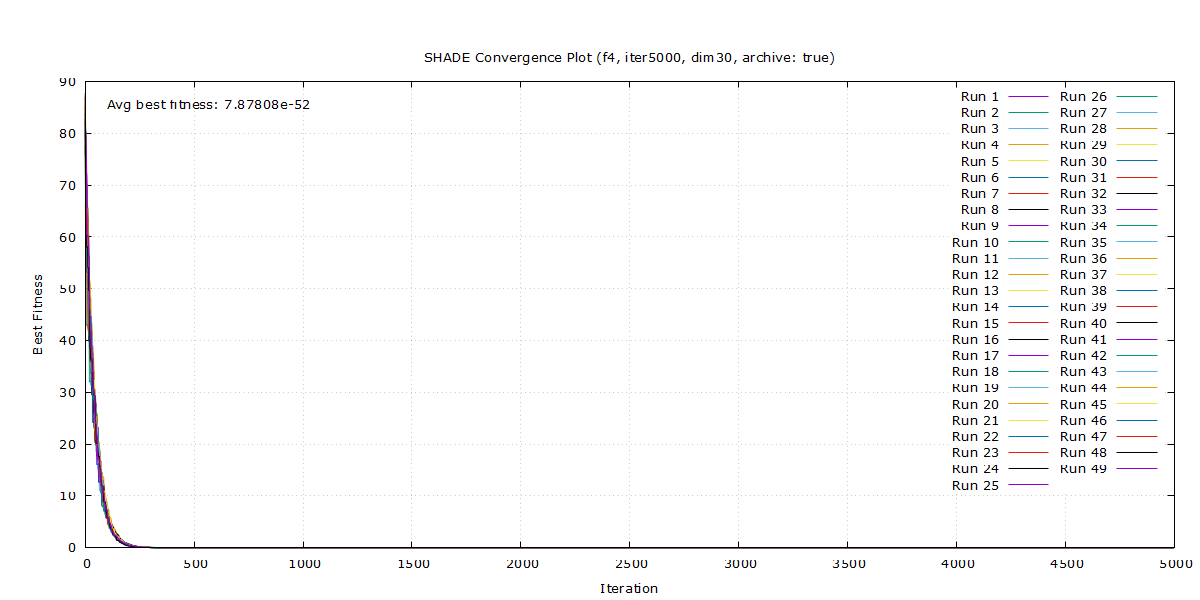 SHADE Convergence Plot (f4, iter5000, dim30, archive: true)
Avg best fitness: 7.87808e-52
90
80
70
60
50
40
30
20
10
0
Best Fitness
Run 1 Run 26
Run 2 Run 27
Run 3 Run 28
Run 4 Run 29
Run 5 Run 30
Run 6 Run 31
Run 7 Run 32
Run 8 Run 33
Run 9 Run 34
Run 10 Run 35
Run 11 Run 36
Run 12 Run 37
Run 13 Run 38
Run 14 Run 39
Run 15 Run 40
Run 16 Run 41
Run 17 Run 42
Run 18 Run 43
Run 19 Run 44
Run 20 Run 45
Run 21 Run 46
Run 22 Run 47
Run 23 Run 48
Run 24 Run 49
Run 25
0 500 1000 1500 2000 2500 3000 3500 4000 4500 5000
Iteration